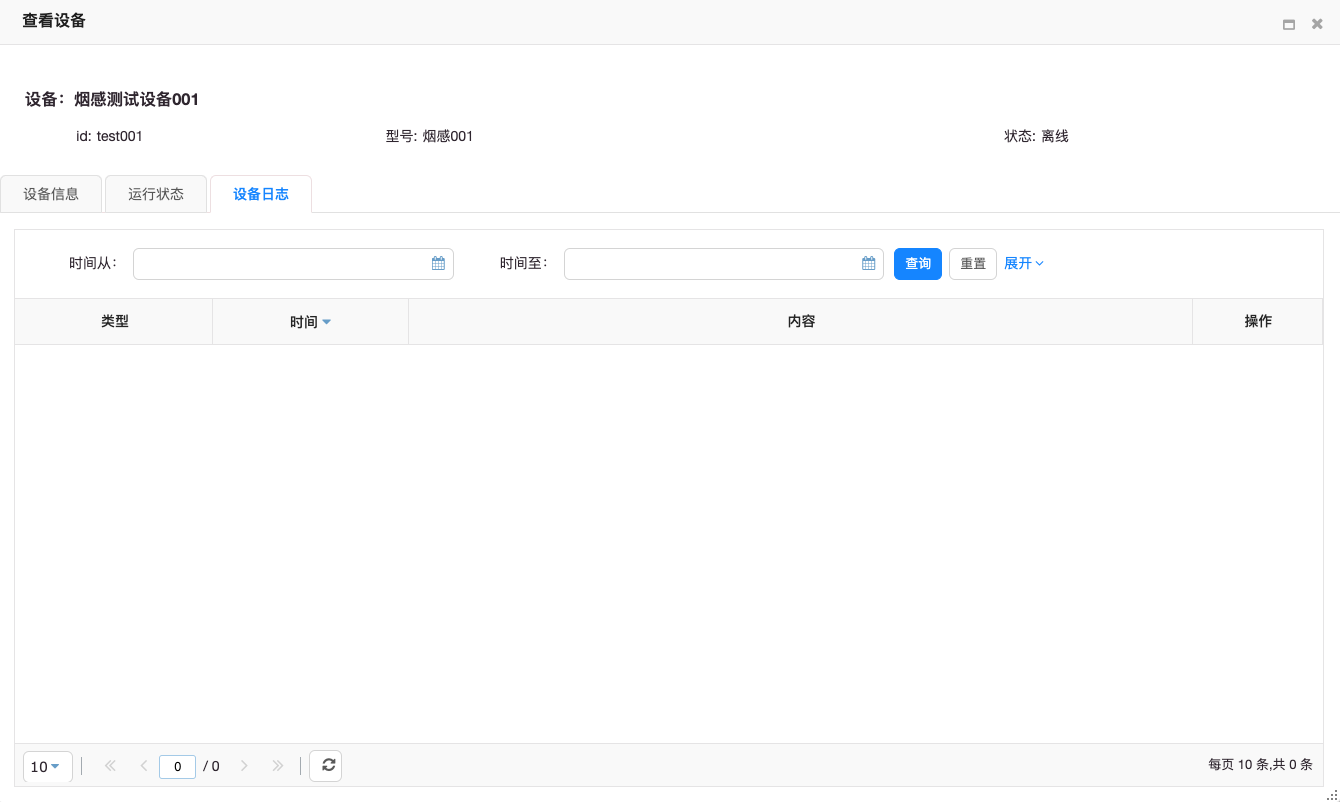 查看设备
设备：烟感测试设备001
id: test001 型号: 烟感001 状态: 离线
设备信息 运行状态 设备日志
时间从： 时间至： 查询 重置 展开
类型 时间 内容 操作
10 0 / 0 每页 10 条,共 0 条